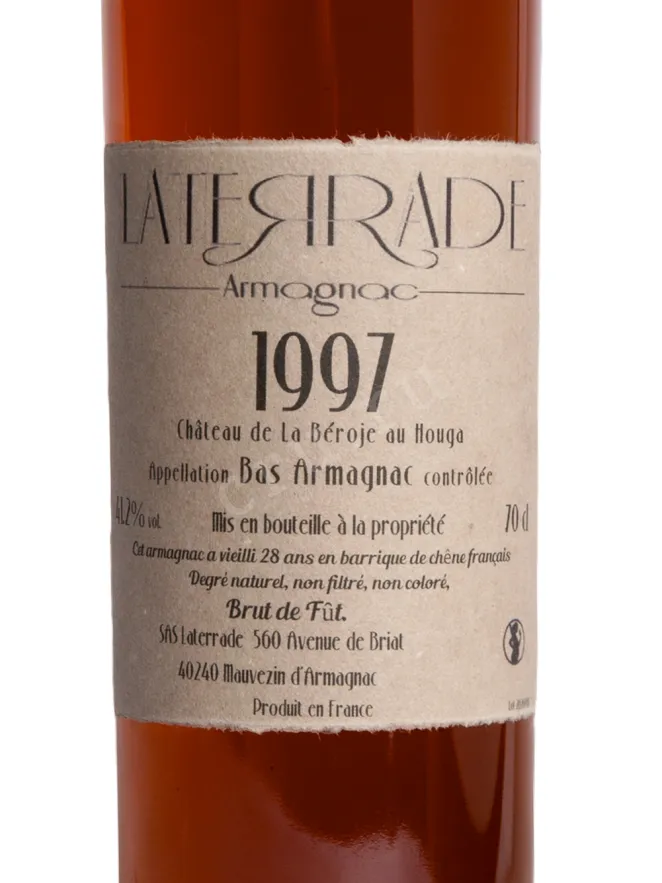 LATERRADE
Armagnac
1997
Château de La Béroje au Houga
Appellation Bas Armagnac contrôlée
41.2% vol. Mis en bouteille à la propriété 70 cl
Cet armagnac a vieilli 28 ans en barrique de chêne français
Degré naturel, non filtré, non coloré,
Brut de Fût.
SAS Laterrade 560 Avenue de Briat
40240 Mauvezin d'Armagnac
Produit en France